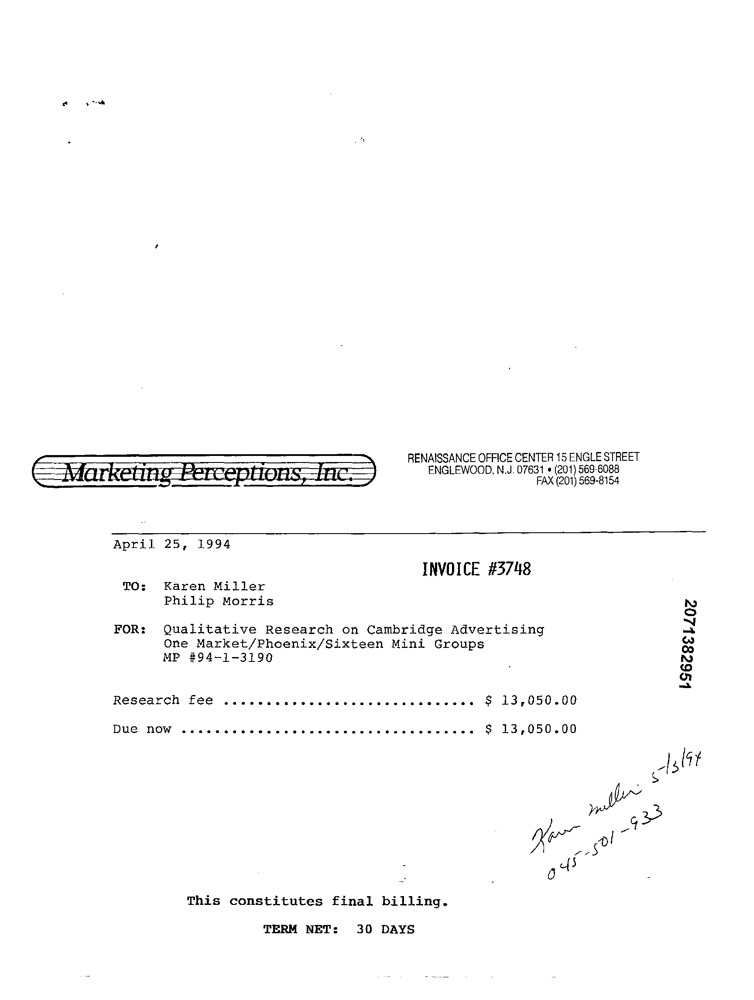 Marketing Perceptions, Inc.
RENAISSANCE OFFICE CENTER 15 ENGLE STREET
ENGLEWOOD, N.J. 07631 • (201) 569-6088
FAX (201) 569-8154
April 25, 1994
INVOICE #3748
TO: Karen Miller
Philip Morris
FOR: Qualitative Research on Cambridge Advertising
One Market/Phoenix/Sixteen Mini Groups
MP #94-1-3190
2071382951
Research fee .............................. $ 13,050.00
Due now ................................... $ 13,050.00
Karen Miller 5/3/94
045-501-933
This constitutes final billing.
TERM NET: 30 DAYS